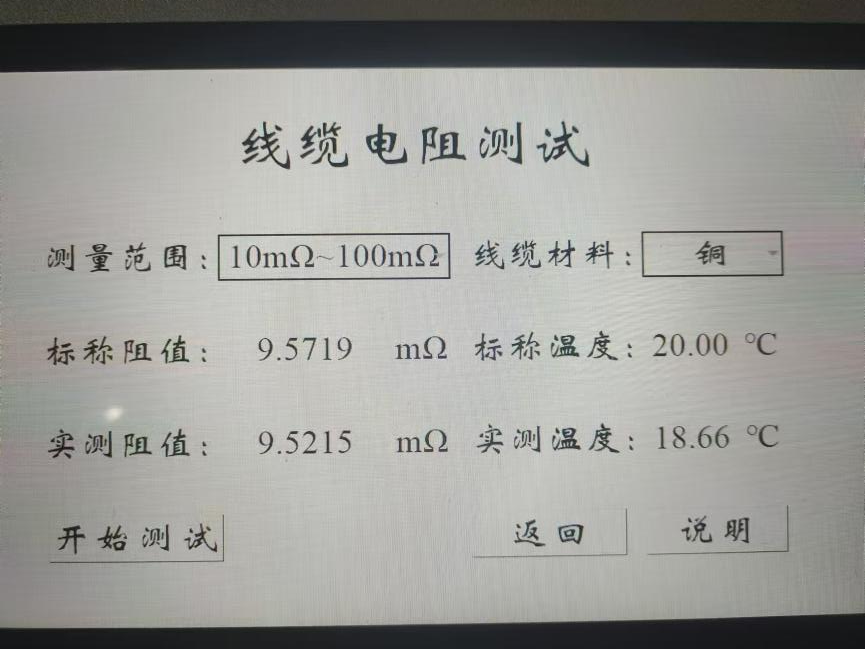 线缆电阻测试
测量范围: 10mΩ~100mΩ 线缆材料: 铜
标称阻值: 9.5719 mΩ 标称温度: 20.00 ℃
实测阻值: 9.5215 mΩ 实测温度: 18.66 ℃
开始测试 返回 说明